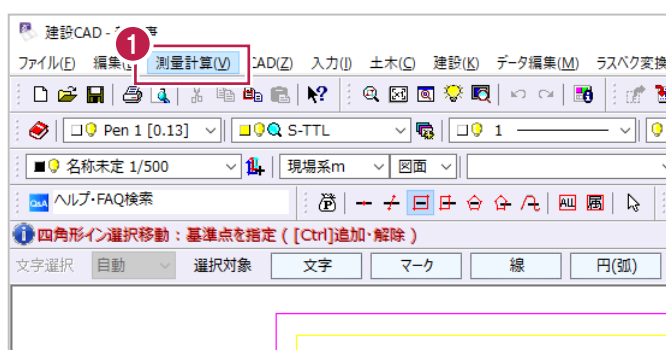 建設CAD -
1
ファイル(F) 編集( 測量計算(V) CAD(Z) 入力(I) 土木(C) 建設(K) データ編集(M) ラスベク変換
Pen 1 [0.13] S-TTL 1
名称未定 1/500 現場系m 図面
Q&A ヘルプ・FAQ検索 ALL 属
四角形イン選択移動：基準点を指定 ( [Ctrl]追加・解除 )
文字選択 自動 選択対象 文字 マーク 線 円(弧)